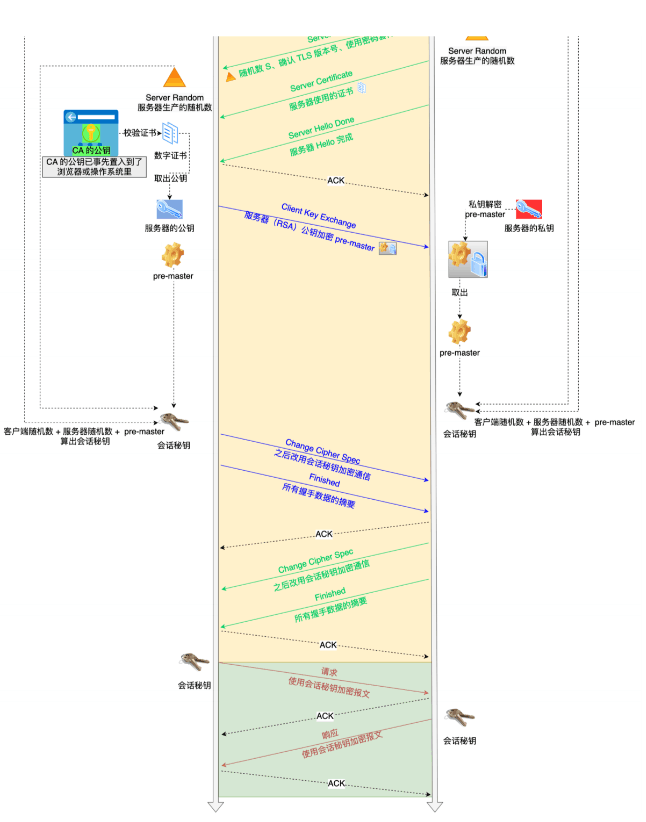 Server Random
服务器生产的随机数
随机数 S、确认 TLS 版本号、使用密码套
Server Certificate
服务器使用的证书
Server Random
服务器生产的随机数
Server Hello Done
服务器 Hello 完成
校验证书
数字证书
CA 的公钥
CA 的公钥已事先置入到了
浏览器或操作系统里
取出公钥
ACK
服务器的公钥
Client Key Exchange
服务器（RSA）公钥加密 pre-master
私钥解密
pre-master
服务器的私钥
pre-master
取出
pre-master
会话秘钥
客户端随机数 + 服务器随机数 + pre-master
算出会话秘钥
会话秘钥
客户端随机数 + 服务器随机数 + pre-master
算出会话秘钥
Change Cipher Spec
之后改用会话秘钥加密通信
Finished
所有握手数据的摘要
ACK
Change Cipher Spec
之后改用会话秘钥加密通信
Finished
所有握手数据的摘要
ACK
会话秘钥
请求
使用会话秘钥加密报文
ACK
会话秘钥
响应
使用会话秘钥加密报文
ACK